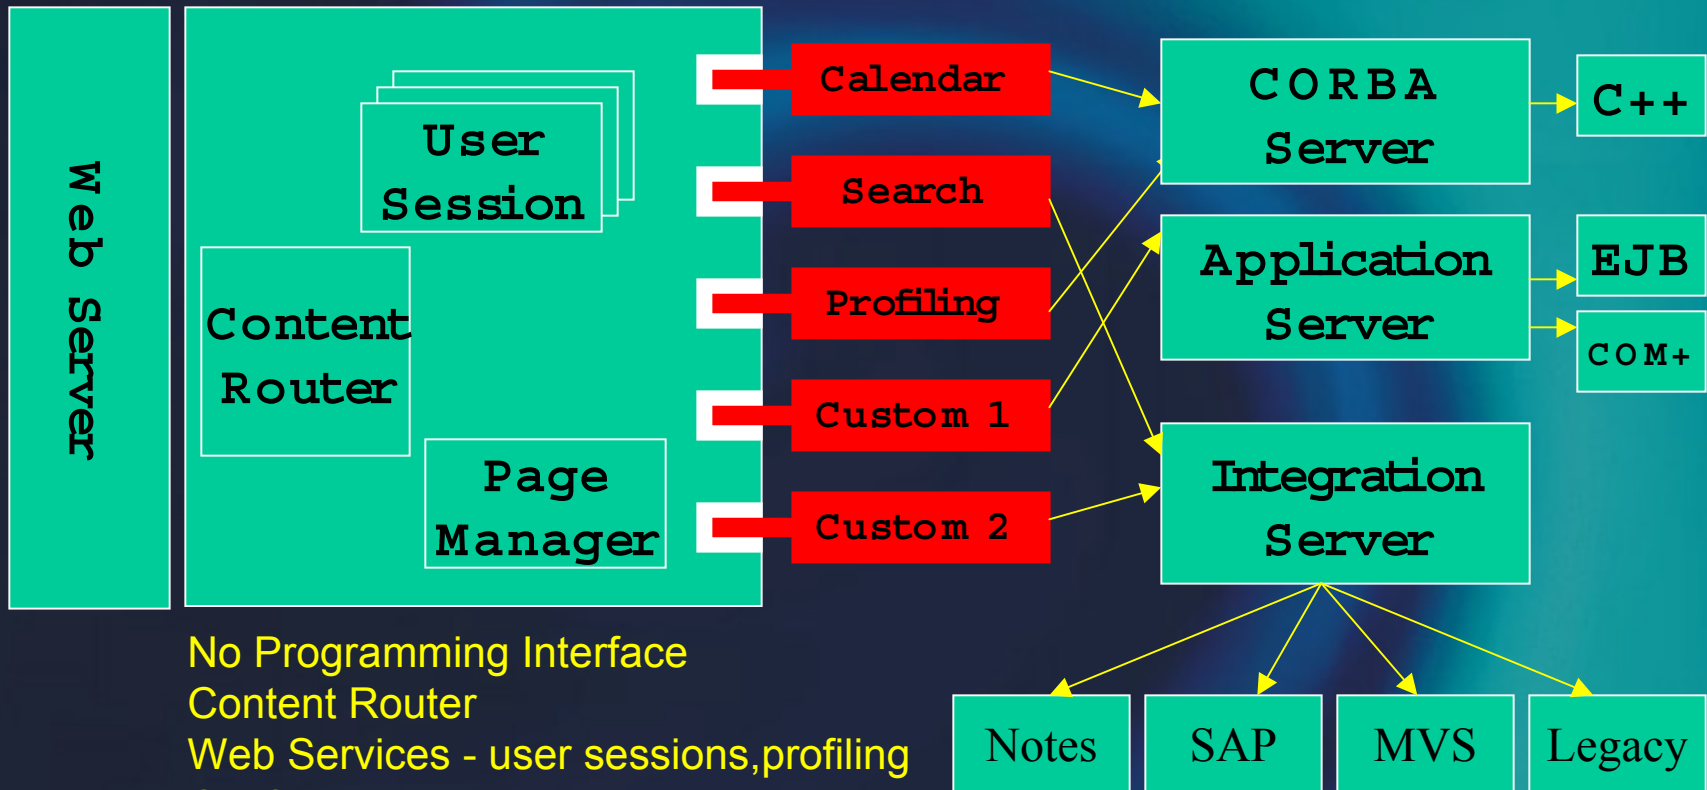 Web Server
User
Session
Content
Router
Page
Manager
Calendar
Search
Profiling
Custom 1
Custom 2
CORBA
Server
C++
Application
Server
EJB
COM+
Integration
Server
Notes
SAP
MVS
Legacy
No Programming Interface
Content Router
Web Services - user sessions,profiling